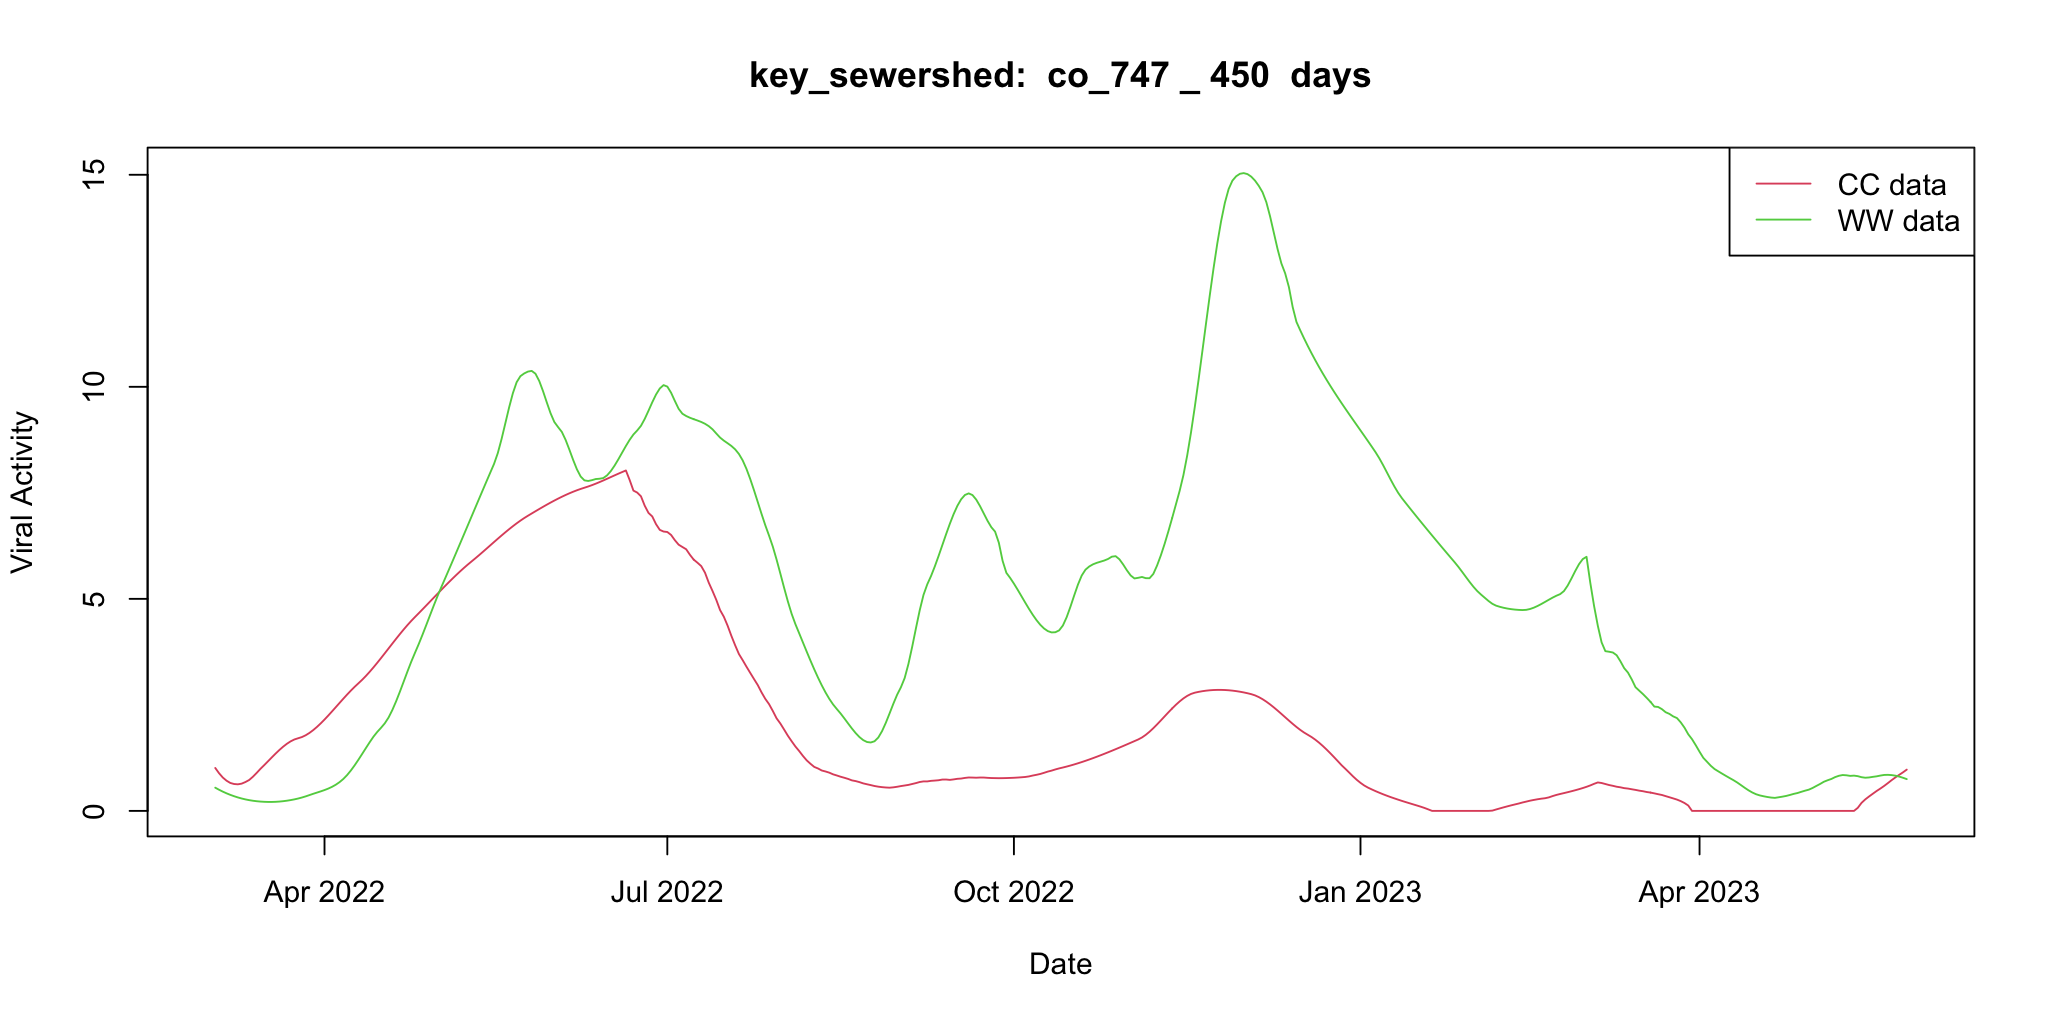 key_sewershed:  co_747 _ 450  days
CC data
WW data
15
10
5
0
Viral Activity
Apr 2022
Jul 2022
Oct 2022
Jan 2023
Apr 2023
Date